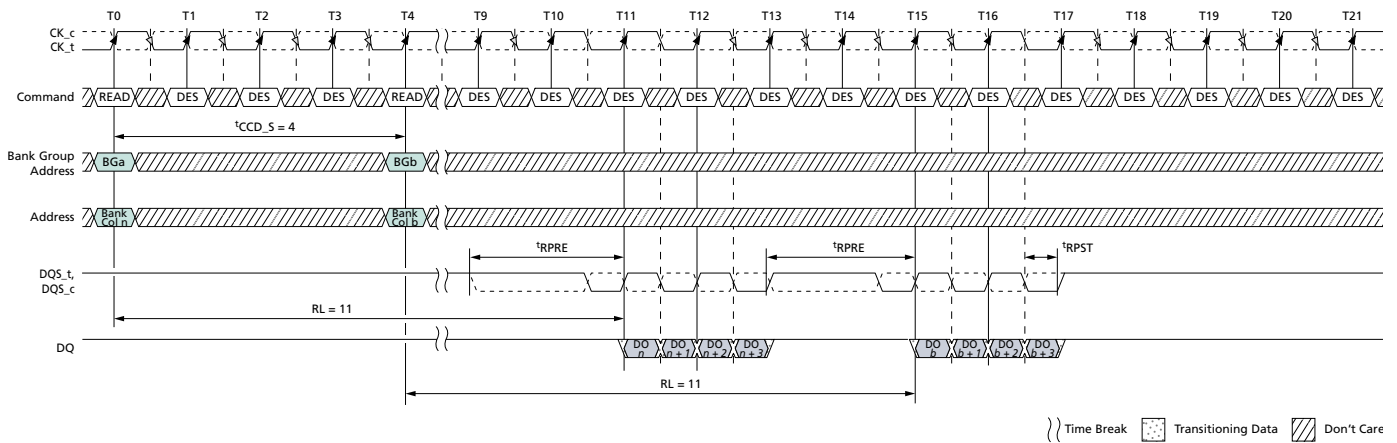 T0 T1 T2 T3 T4 T9 T10 T11 T12 T13 T14 T15 T16 T17 T18 T19 T20 T21
CK_c
CK_t
Command READ DES DES DES READ DES DES DES DES DES DES DES DES DES DES DES DES DES
tCCD_S = 4
Bank Group
Address
BGa BGb
Address
Bank
Col n
Bank
Col b
tRPRE tRPRE tRPST
DQS_t,
DQS_c
RL = 11
DQ
DO
n
DO
n + 1
DO
n + 2
DO
n + 3
DO
b
DO
b + 1
DO
b + 2
DO
b + 3
RL = 11
Time Break Transitioning Data Don't Care